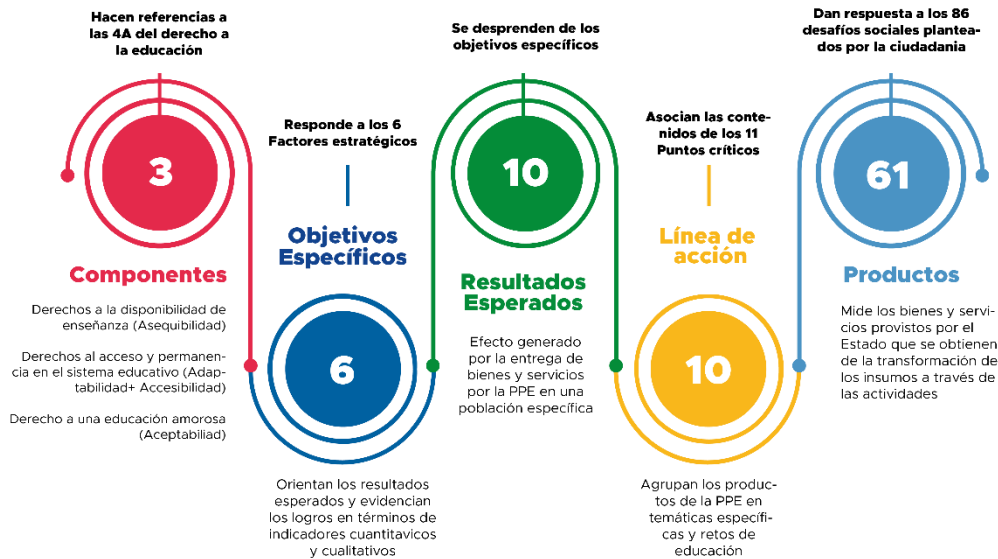 Hacen referencias a
las 4A del derecho a
la educación
3
Componentes
Derechos a la disponibilidad de
enseñanza (Asequibilidad)
Derechos al acceso y permanen-
cia en el sistema educativo (Adap-
tabilidad+ Accesibilidad)
Derecho a una educación amorosa
(Aceptabiliad)
Responde a los 6
Factores estratégicos
Objetivos
Específicos
6
Orientan los resultados
esperados y evidencian
los logros en términos de
indicadores cuantitavicos
y cualitativos
Se desprenden de los
objetivos específicos
10
Resultados
Esperados
Efecto generado
por la entrega de
bienes y servicios
por la PPE en una
población específica
Asocian las conte-
nidos de los 11
Puntos críticos
Línea de
acción
10
Agrupan los produc-
tos de la PPE en
temáticas específi-
cas y retos de
educación
Dan respuesta a los 86
desafíos sociales plantea-
dos por la ciudadania
61
Productos
Mide los bienes y servi-
cios provistos por el
Estado que se obtienen
de la transformación de
los insumos a través de
las actividades